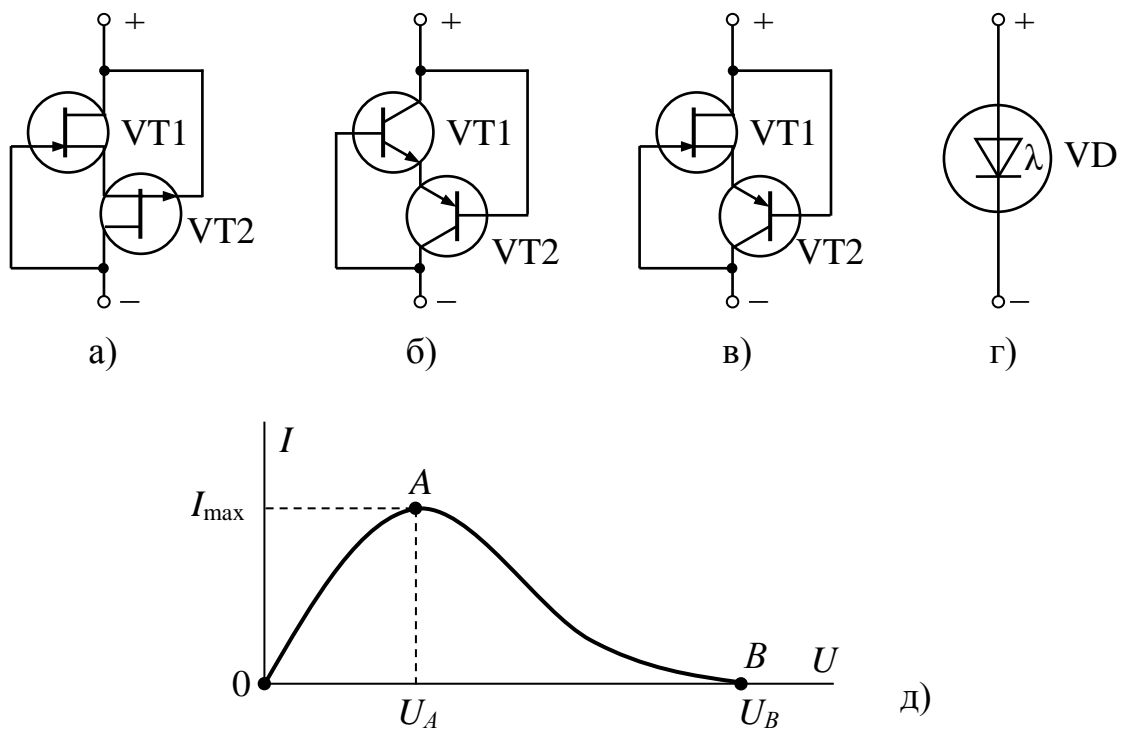 + + + +
VT1 VT1 VT1 λ VD
VT2 VT2 VT2
– – – –
а) б) в) г)
I
A
Imax
B U
0
UA UB д)